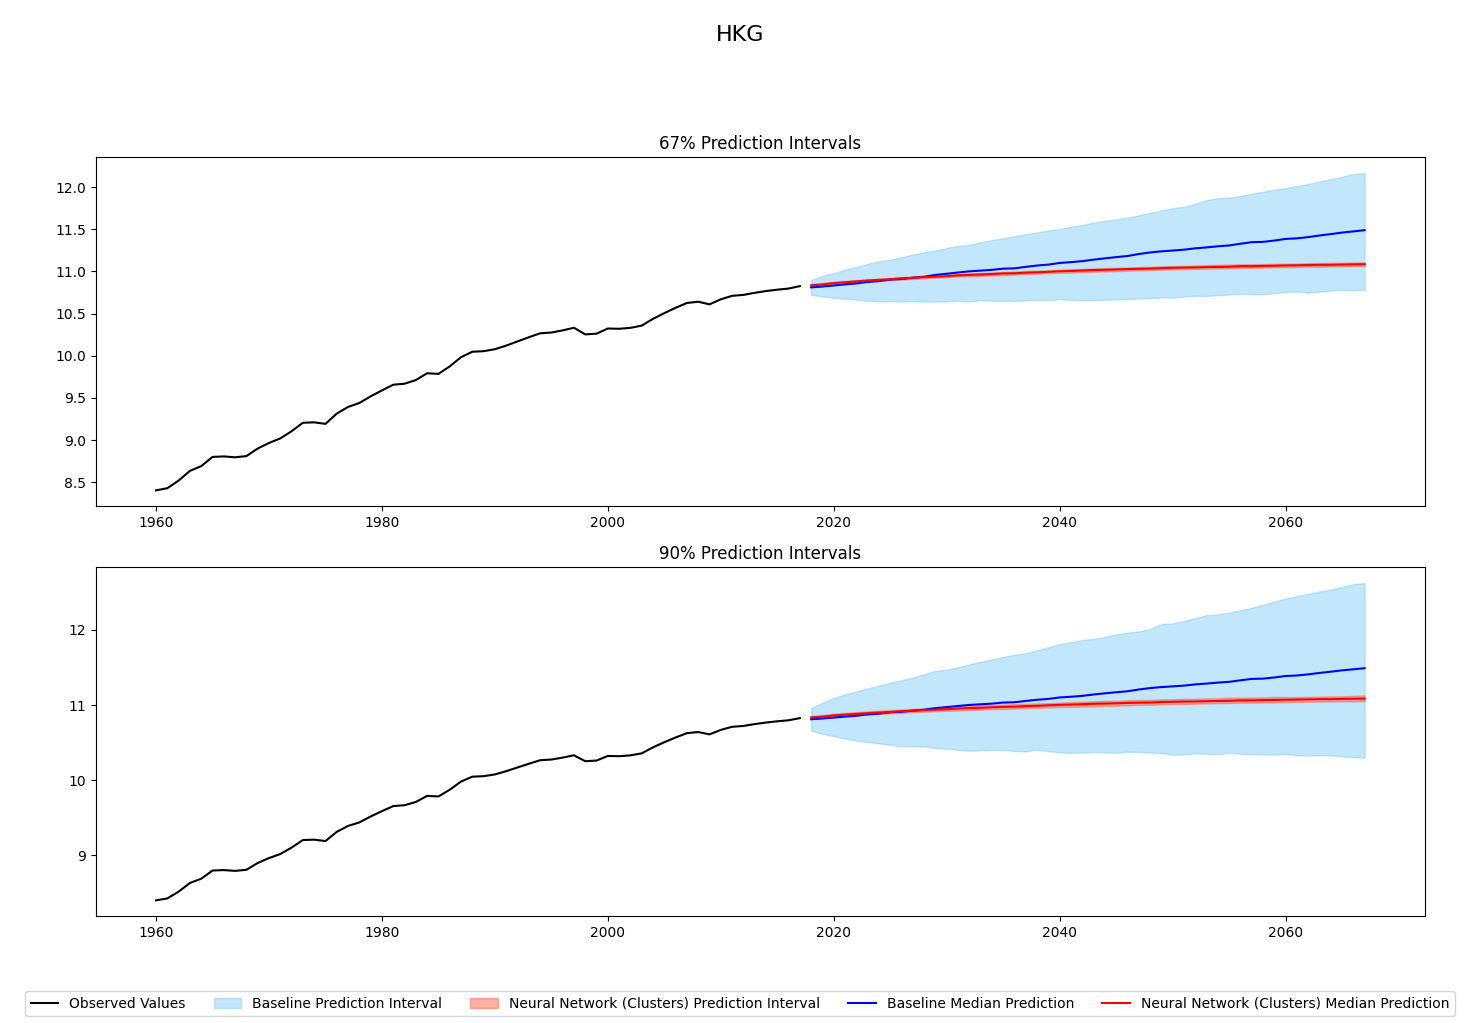 HKG
67% Prediction Intervals
12.0
11.5
11.0
10.5
10.0
9.5
9.0
8.5
1960 1980 2000 2020 2040 2060
90% Prediction Intervals
12
11
10
9
1960 1980 2000 2020 2040 2060
Observed Values Baseline Prediction Interval Neural Network (Clusters) Prediction Interval Baseline Median Prediction Neural Network (Clusters) Median Prediction